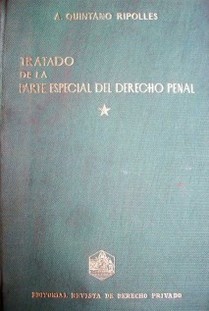 A. QUINTANO RIPOLLES
TRATADO
DE LA
PARTE ESPECIAL DEL DERECHO PENAL
EDITORIAL REVISTA DE DERECHO PRIVADO